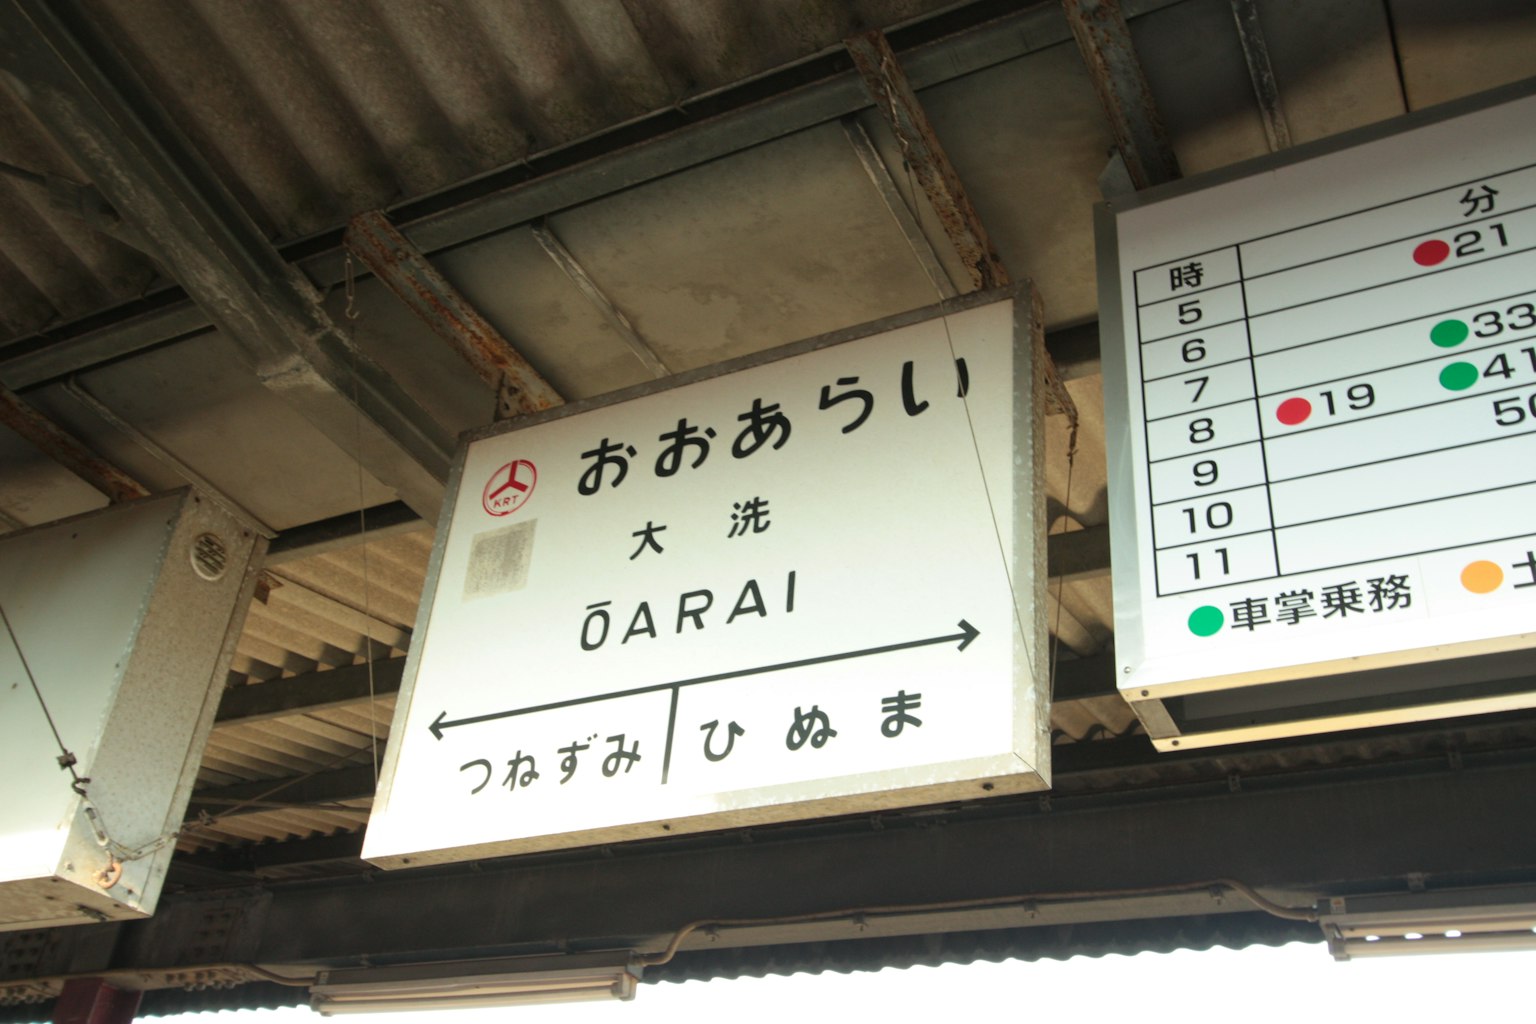 おおあらい
KRT
大洗
ŌARAI
つねずみ ひぬま
分
時
5 21
6
7 33
8 19 41
9 50
10
11
車掌乗務 土